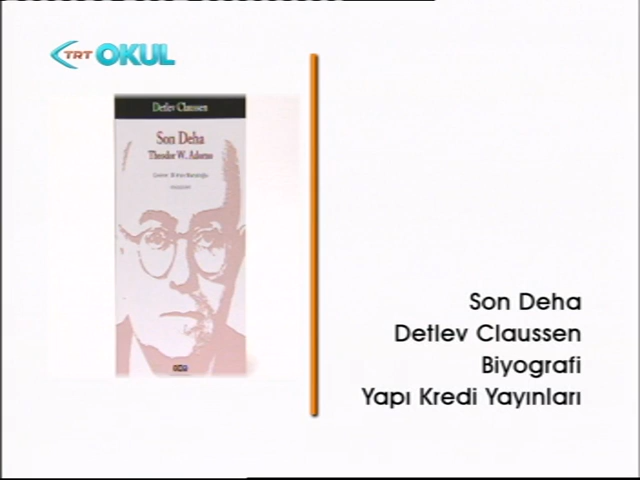 TRT OKUL
Detlev Claussen
Son Deha
Theodor W. Adorno
Son Deha
Detlev Claussen
Biyografi
Yapı Kredi Yayınları